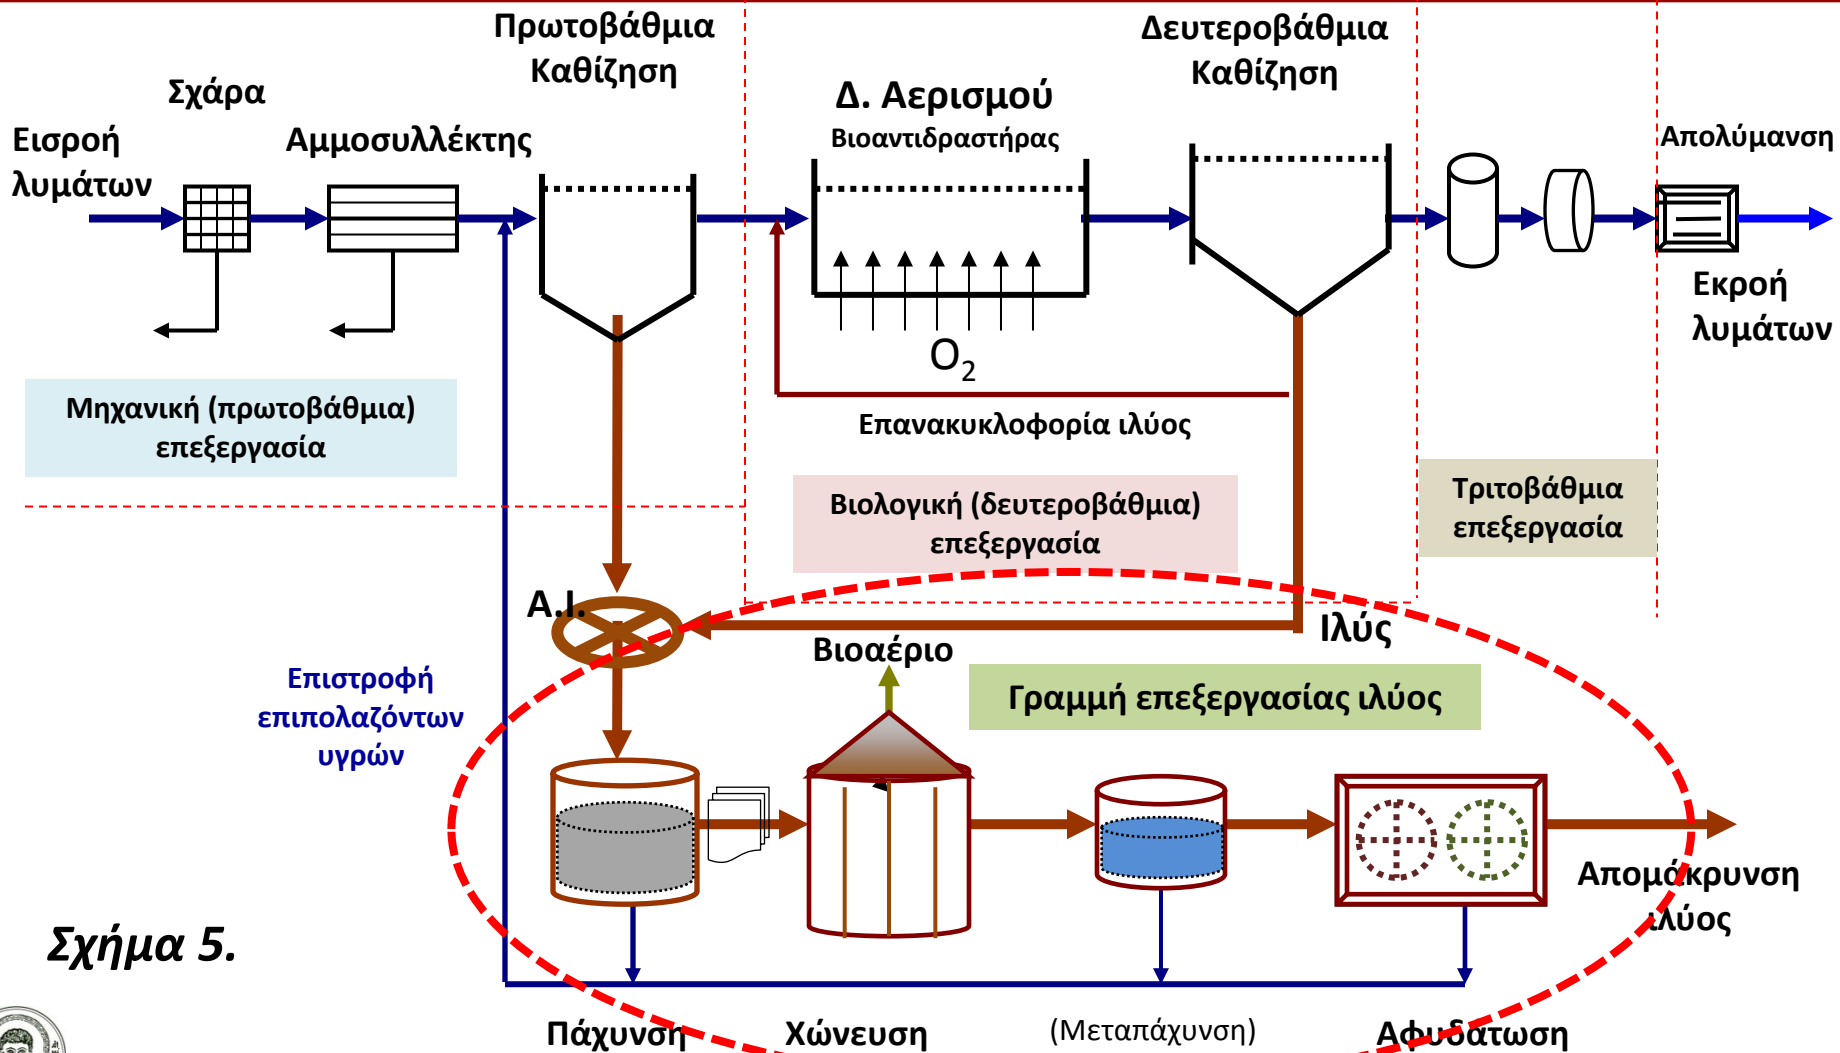 Πρωτοβάθμια
Καθίζηση
Δευτεροβάθμια
Καθίζηση
Σχάρα
Δ. Αερισμού
Βιοαντιδραστήρας
Εισροή
λυμάτων
Αμμοσυλλέκτης
Απολύμανση
Εκροή
λυμάτων
O2
Μηχανική (πρωτοβάθμια)
επεξεργασία
Επανακυκλοφορία ιλύος
Βιολογική (δευτεροβάθμια)
επεξεργασία
Τριτοβάθμια
επεξεργασία
Α.Ι.
Ιλύς
Βιοαέριο
Επιστροφή
επιπολαζόντων
υγρών
Γραμμή επεξεργασίας ιλύος
Απομάκρυνση
ιλύος
Σχήμα 5.
Πάχυνση
Χώνευση
(Μεταπάχυνση)
Αφυδάτωση